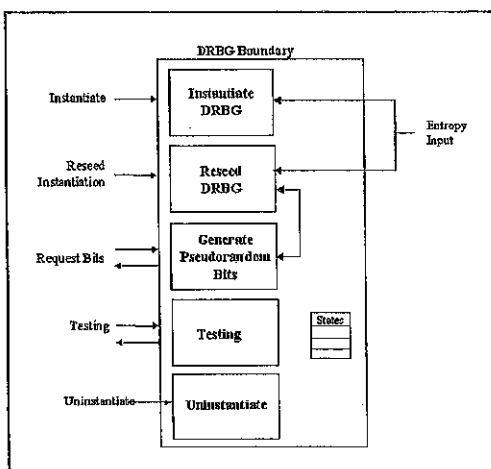 DRBG Boundary
Instantiate
Instantiate
DRBG
Entropy
Input
Reseed
Instantiation
Reseed
DRBG
Request Bits
Generate
Pseudorandom
Bits
Testing
Testing
States
Uninstantiate
Uninstantiate